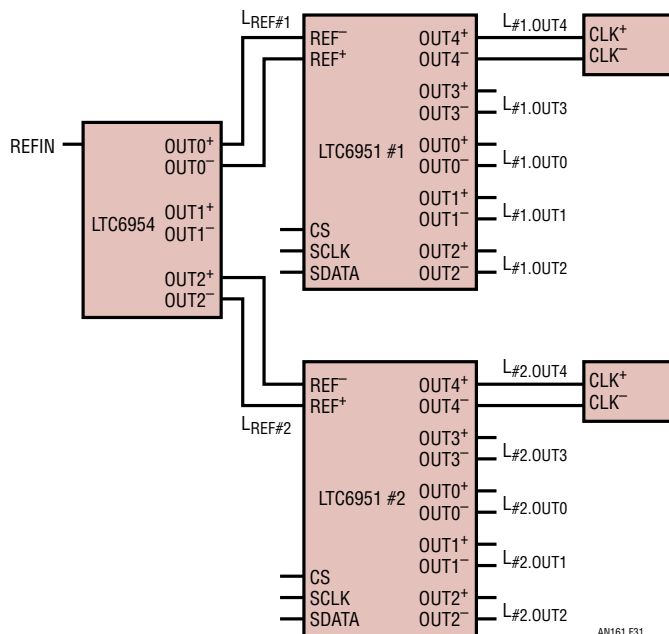 REFIN
LTC6954
OUT0+
OUT0–
OUT1+
OUT1–
OUT2+
OUT2–
LREF#1
REF–
REF+
LTC6951 #1
CS
SCLK
SDATA
OUT4+
OUT4–
OUT3+
OUT3–
OUT0+
OUT0–
OUT1+
OUT1–
OUT2+
OUT2–
L#1.OUT4
L#1.OUT3
L#1.OUT0
L#1.OUT1
L#1.OUT2
CLK+
CLK–
LREF#2
REF–
REF+
LTC6951 #2
CS
SCLK
SDATA
OUT4+
OUT4–
OUT3+
OUT3–
OUT0+
OUT0–
OUT1+
OUT1–
OUT2+
OUT2–
L#2.OUT4
L#2.OUT3
L#2.OUT0
L#2.OUT1
L#2.OUT2
CLK+
CLK–
AN161 F31